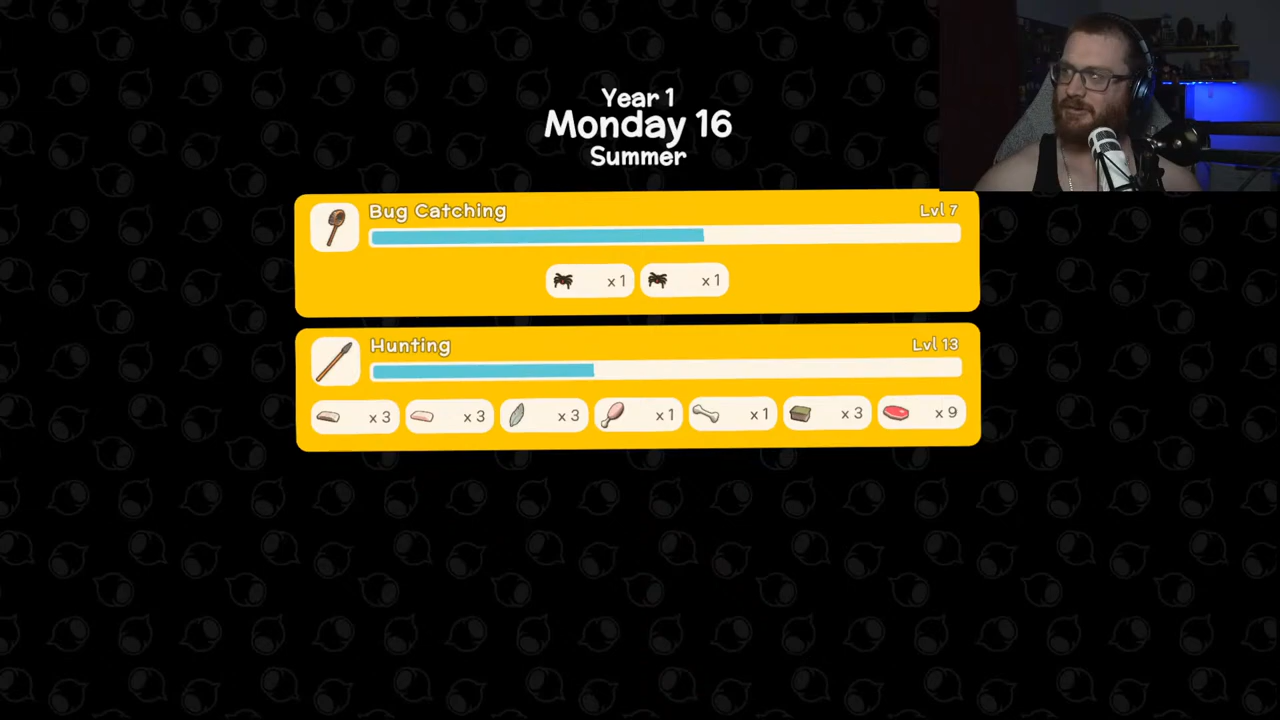 Year 1
Monday 16
Summer
Bug Catching
Lvl 7
x 1
x 1
Hunting
Lvl 13
x 3
x 3
x 3
x 1
x 1
x 3
x 9